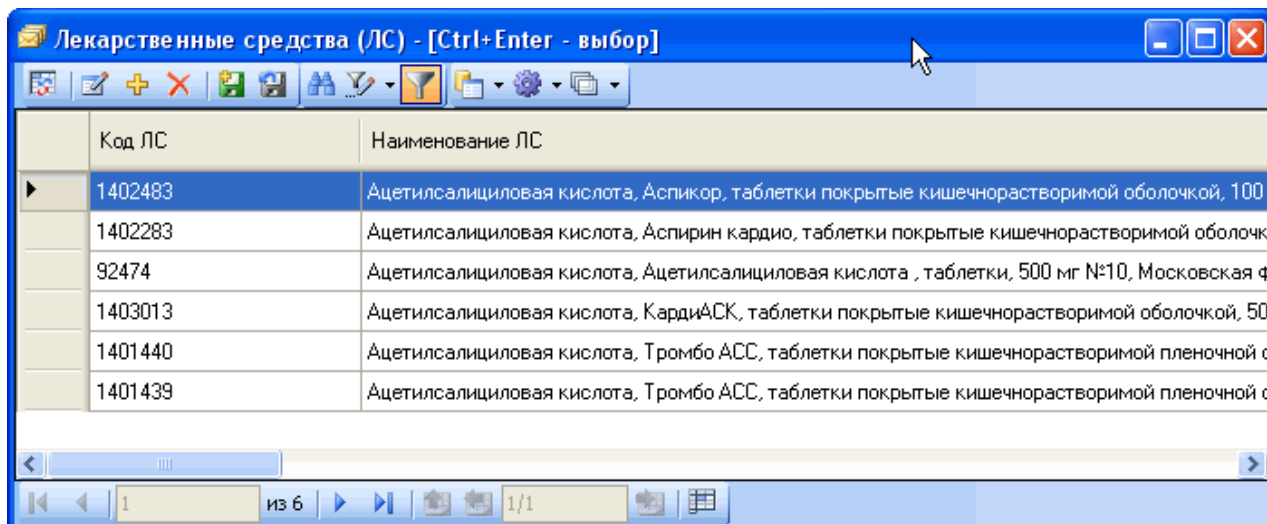 Лекарственные средства (ЛС) - [Ctrl+Enter - выбор]
Код ЛС Наименование ЛС
1402483 Ацетилсалициловая кислота, Аспикор, таблетки покрытые кишечнорастворимой оболочкой, 100
1402283 Ацетилсалициловая кислота, Аспирин кардио, таблетки покрытые кишечнорастворимой оболочк
92474 Ацетилсалициловая кислота, Ацетилсалициловая кислота , таблетки, 500 мг №10, Московская ф
1403013 Ацетилсалициловая кислота, КардиАСК, таблетки покрытые кишечнорастворимой оболочкой, 50
1401440 Ацетилсалициловая кислота, Тромбо АСС, таблетки покрытые кишечнорастворимой пленочной о
1401439 Ацетилсалициловая кислота, Тромбо АСС, таблетки покрытые кишечнорастворимой пленочной о
1 из 6 1/1